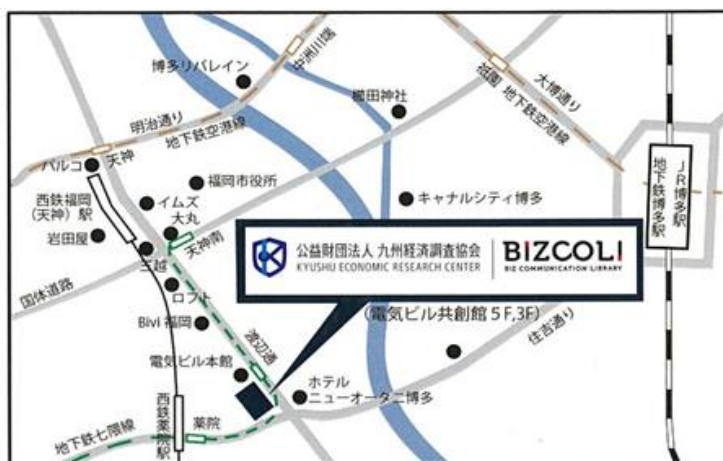 中洲川端
博多リバレイン
明治通り
地下鉄空港線
大博通り
祇園
地下鉄空港線
櫛田神社
天神
パルコ
福岡市役所
キャナルシティ博多
JR博多駅
地下鉄博多駅
西鉄福岡
(天神)駅
イムズ
大丸
天神南
岩田屋
三越
国体道路
ロフト
公益財団法人 九州経済調査協会
KYUSHU ECONOMIC RESEARCH CENTER
BIZCOLI
BIZ COMMUNICATION LIBRARY
(電気ビル共創館5F,3F)
Bivi 福岡
渡辺通
住吉通り
電気ビル本館
ホテル
ニューオータニ博多
西鉄薬院駅
薬院
地下鉄七隈線